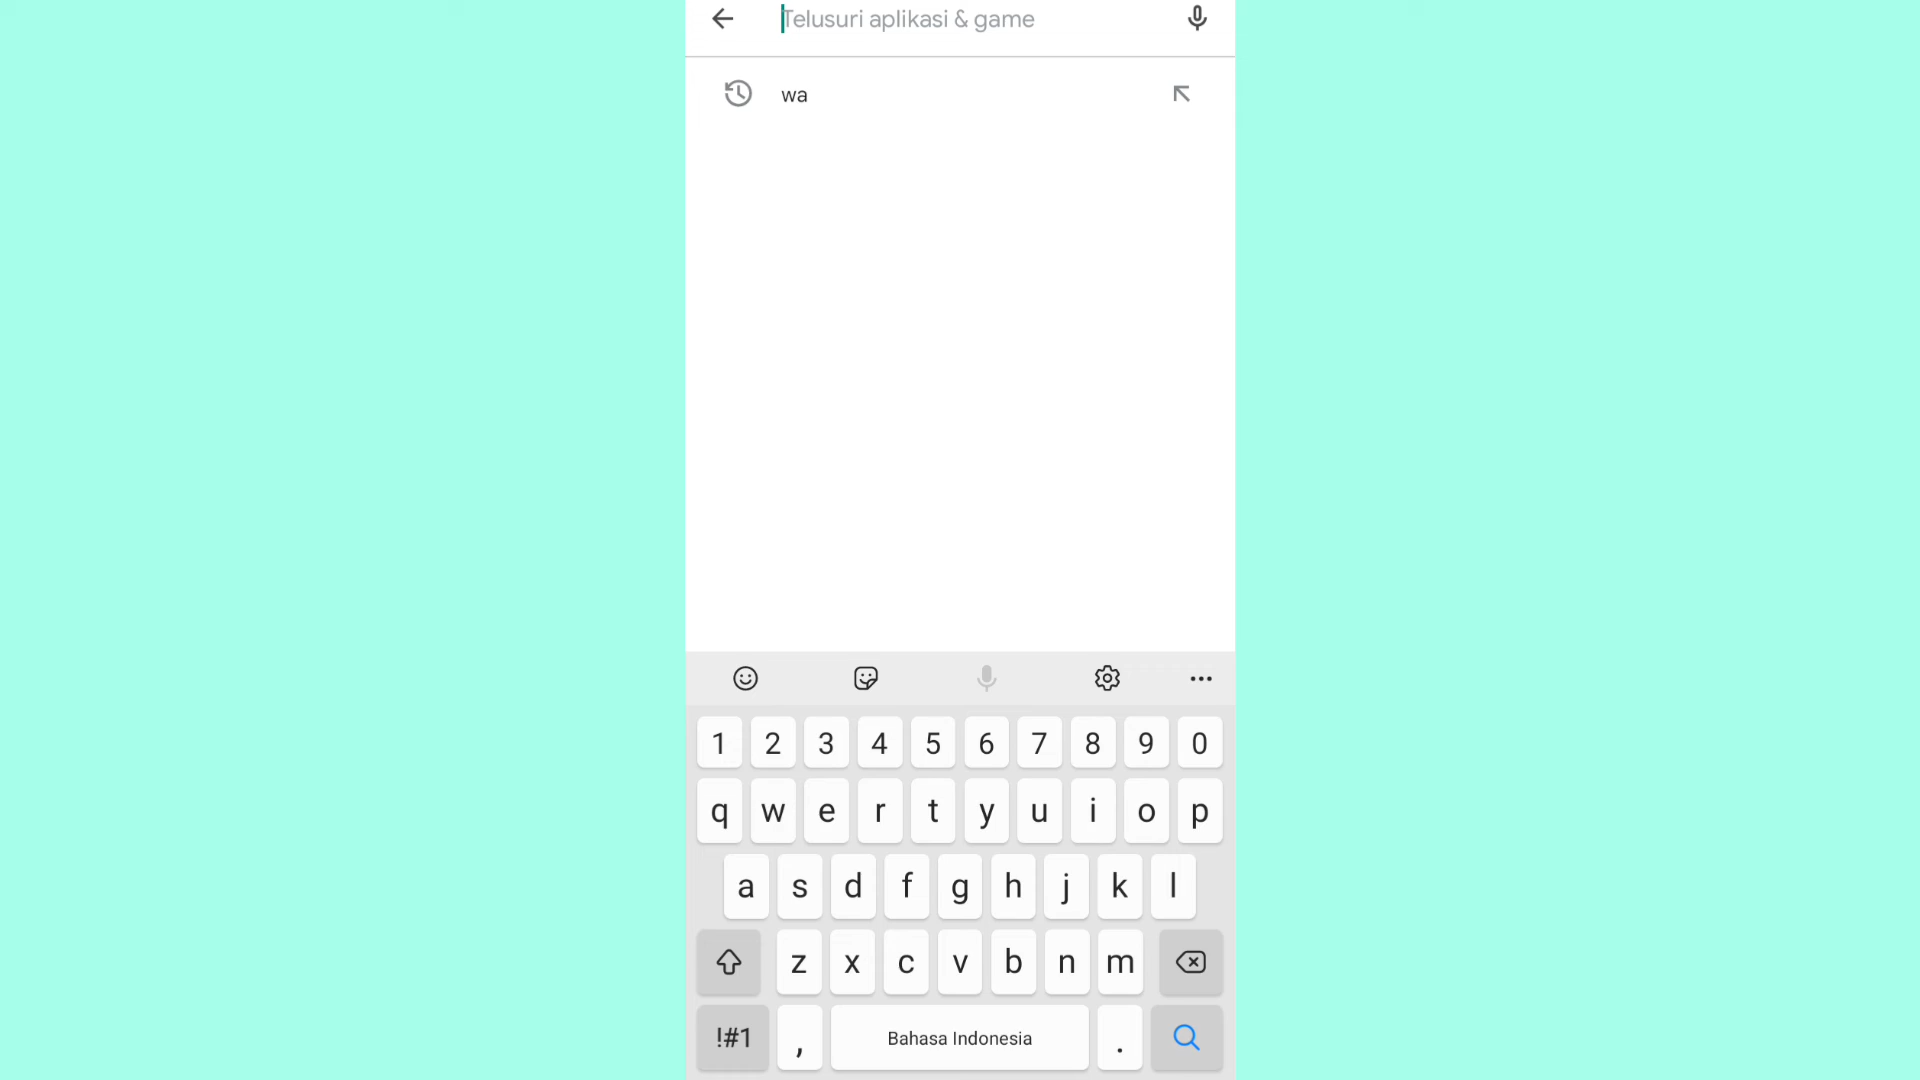 Telusuri aplikasi & game
wa
1 2 3 4 5 6 7 8 9 0
q w e r t y u i o p
a s d f g h j k l
z x c v b n m
!#1 , Bahasa Indonesia .